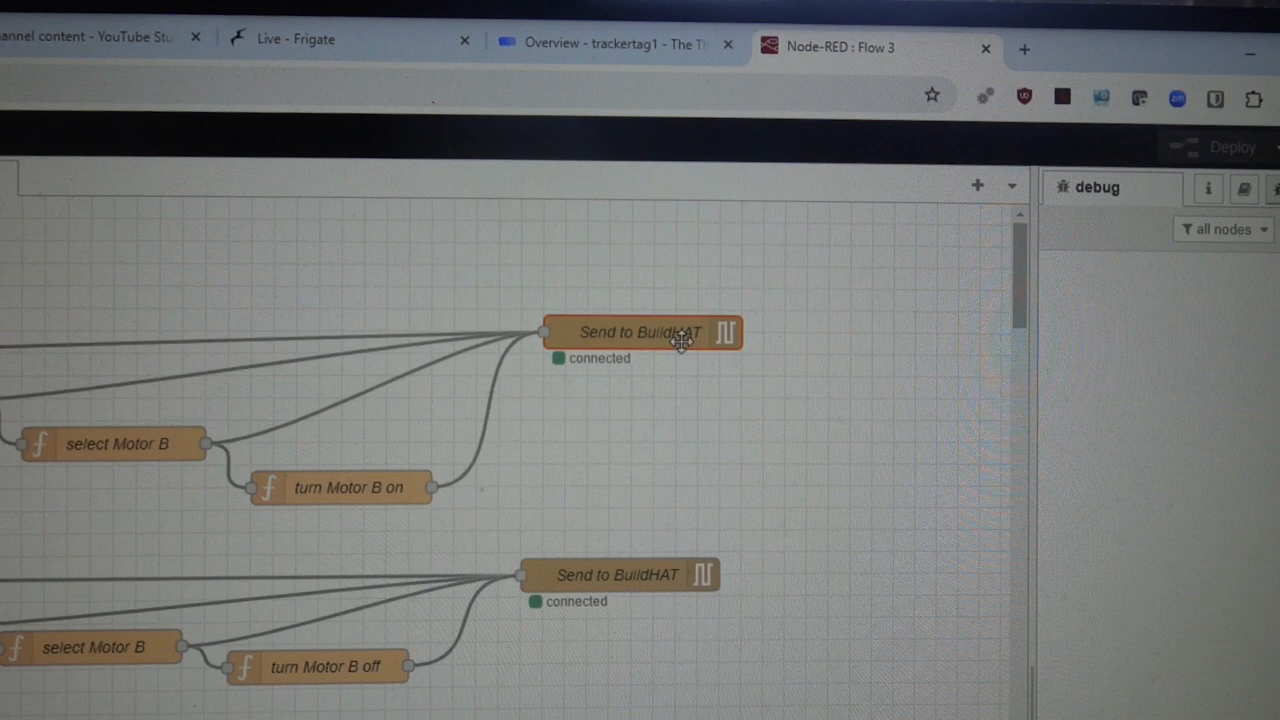 annel content - YouTube Stu
Live - Frigate
Overview - trackertag1 - The Th
Node-RED : Flow 3
Deploy
debug
all nodes
Send to BuildHAT
connected
select Motor B
turn Motor B on
Send to BuildHAT
connected
select Motor B
turn Motor B off